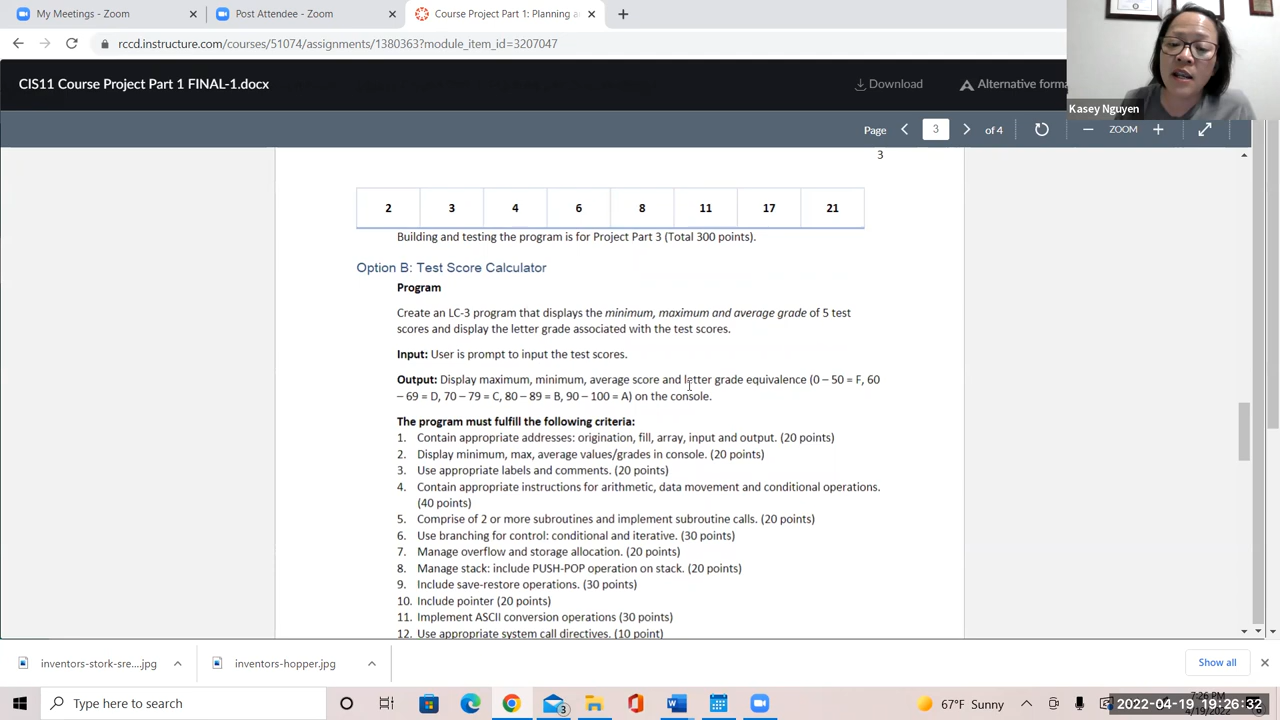 My Meetings - Zoom
Post Attendee - Zoom
Course Project Part 1: Planning a
rccd.instructure.com/courses/51074/assignments/1380363?module_item_id=3207047
CIS11 Course Project Part 1 FINAL-1.docx
Download
Alternative forma
Kasey Nguyen
Page 3 of 4
ZOOM
3
2 3 4 6 8 11 17 21
Building and testing the program is for Project Part 3 (Total 300 points).
Option B: Test Score Calculator
Program
Create an LC-3 program that displays the minimum, maximum and average grade of 5 test
scores and display the letter grade associated with the test scores.
Input: User is prompt to input the test scores.
Output: Display maximum, minimum, average score and letter grade equivalence (0 – 50 = F, 60
– 69 = D, 70 – 79 = C, 80 – 89 = B, 90 – 100 = A) on the console.
The program must fulfill the following criteria:
1. Contain appropriate addresses: origination, fill, array, input and output. (20 points)
2. Display minimum, max, average values/grades in console. (20 points)
3. Use appropriate labels and comments. (20 points)
4. Contain appropriate instructions for arithmetic, data movement and conditional operations.
(40 points)
5. Comprise of 2 or more subroutines and implement subroutine calls. (20 points)
6. Use branching for control: conditional and iterative. (30 points)
7. Manage overflow and storage allocation. (20 points)
8. Manage stack: include PUSH-POP operation on stack. (20 points)
9. Include save-restore operations. (30 points)
10. Include pointer (20 points)
11. Implement ASCII conversion operations (30 points)
12. Use appropriate system call directives. (10 point)
inventors-stork-sre....jpg
inventors-hopper.jpg
Show all
Type here to search
3
67°F Sunny
7:26 PM
2022-04-19 19:26:32